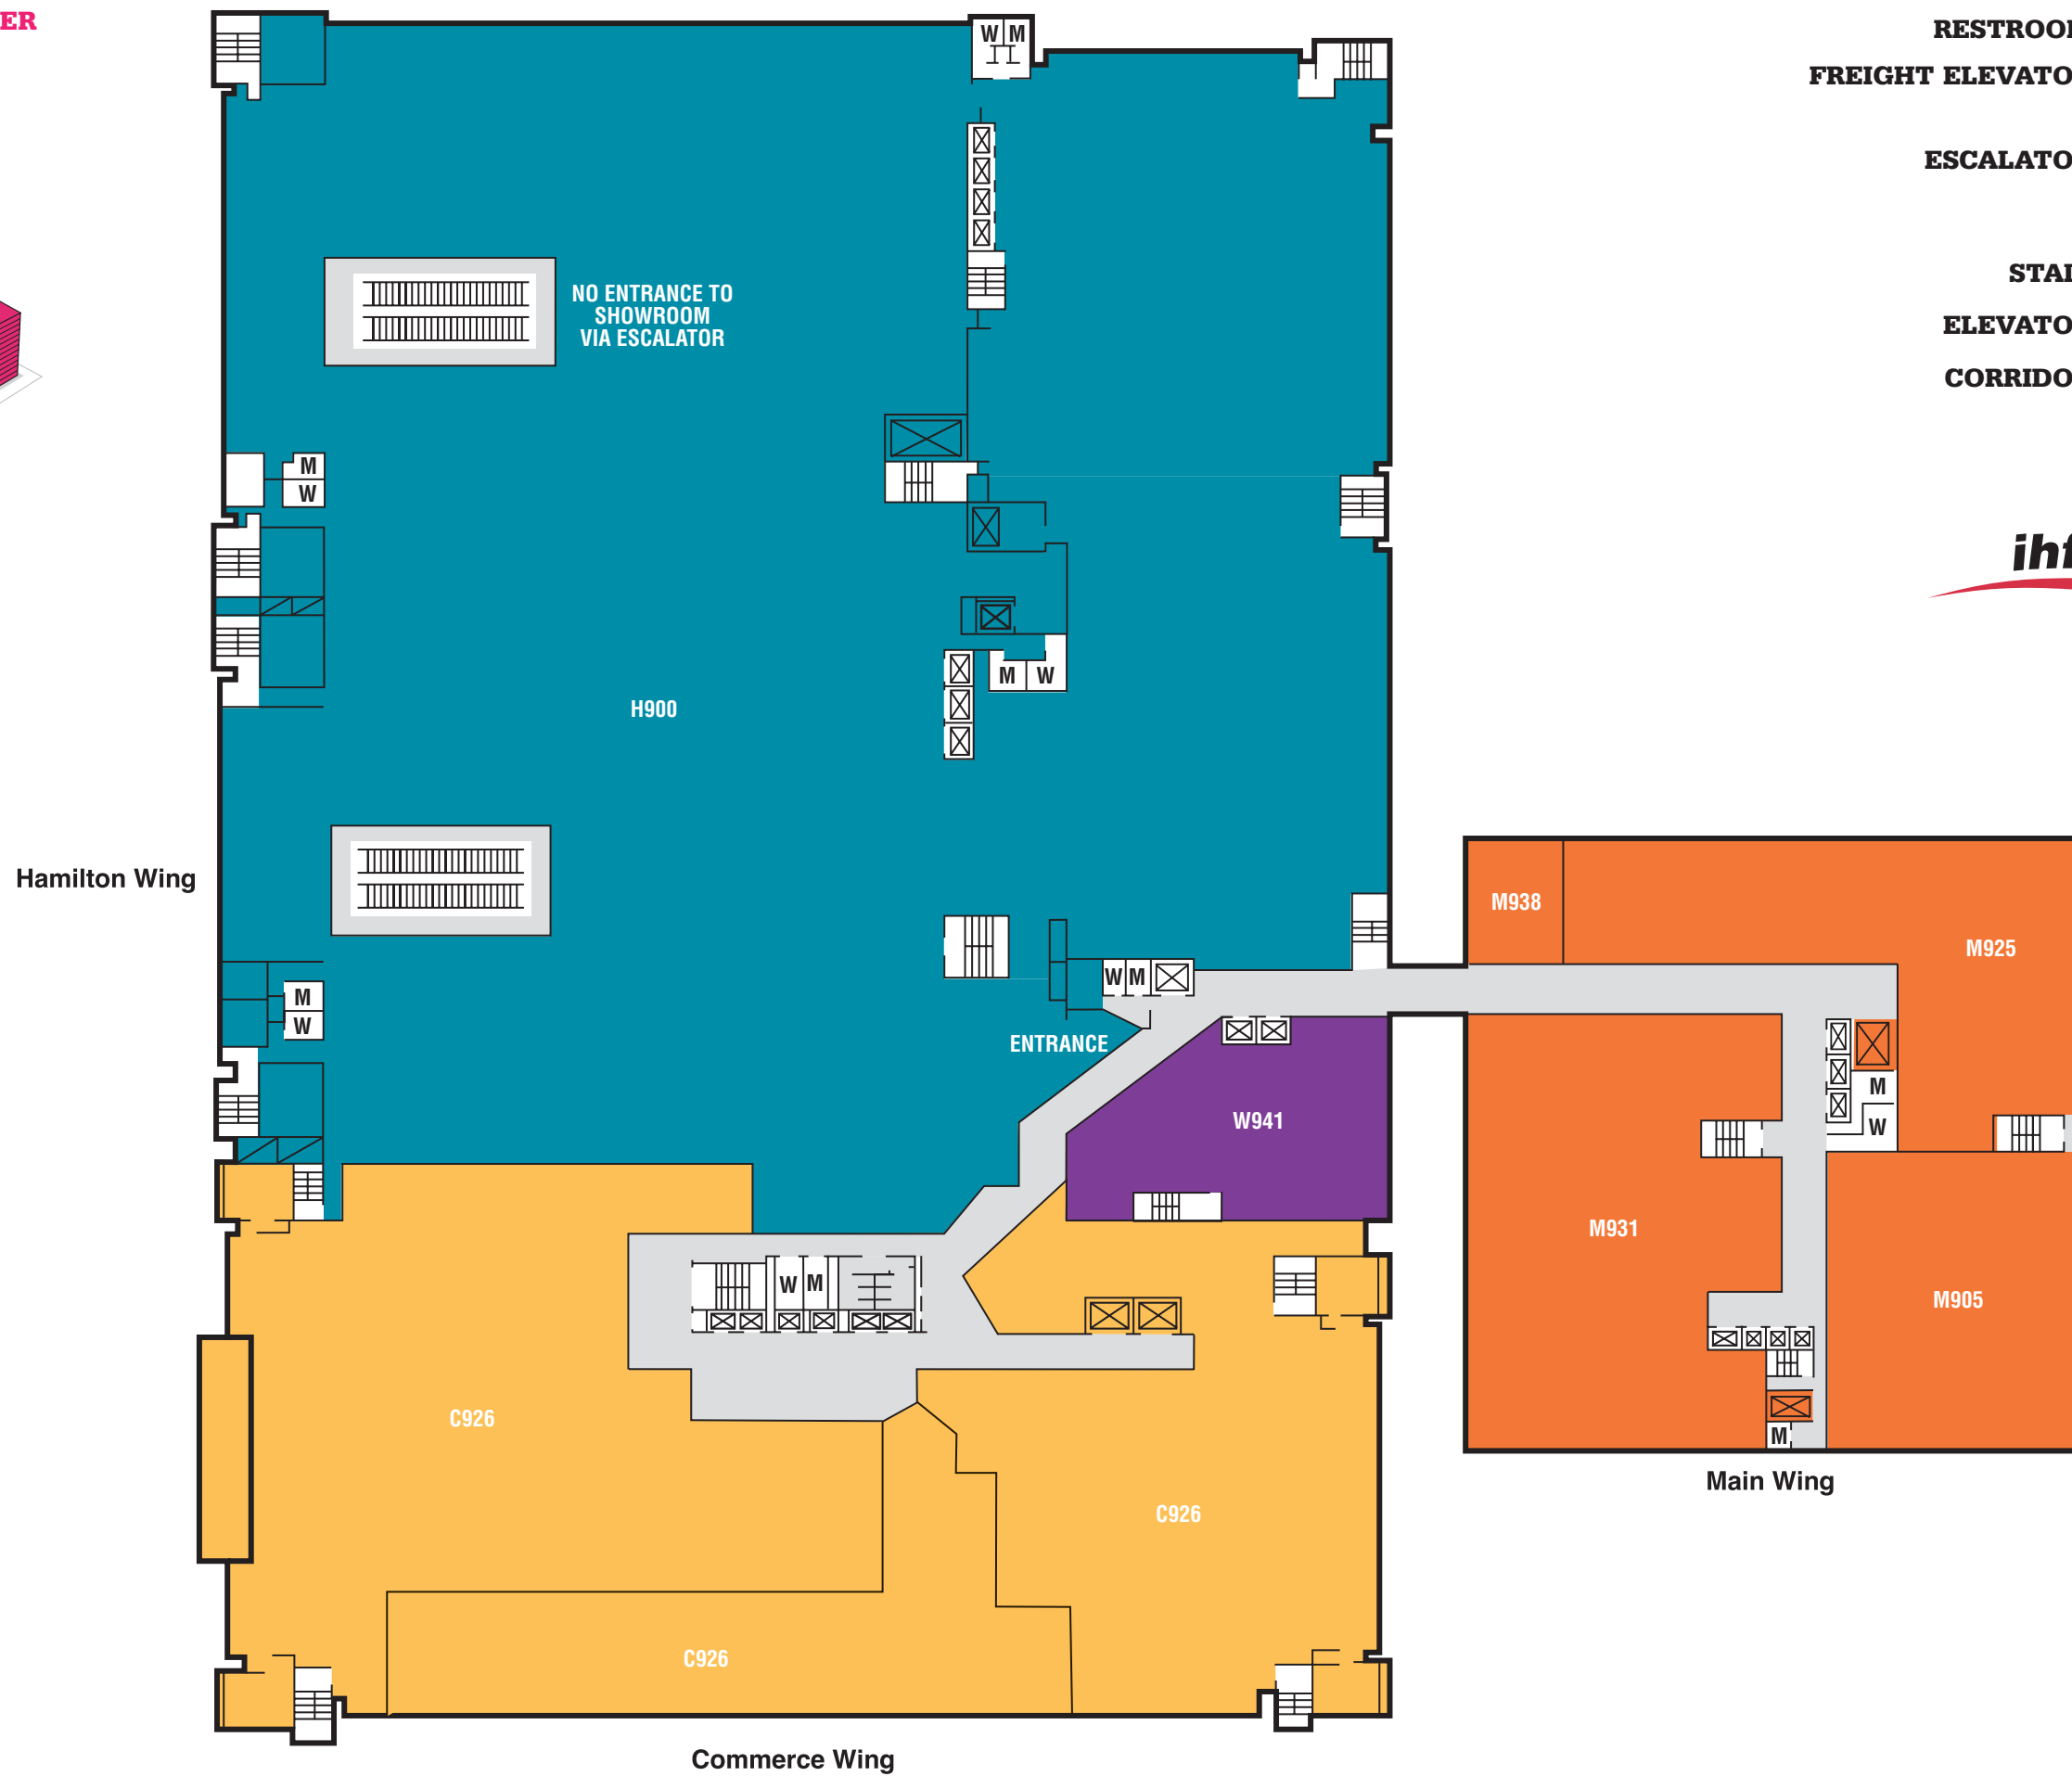 ER
W M
RESTROO
FREIGHT ELEVATO
ESCALATO
NO ENTRANCE TO
SHOWROOM
VIA ESCALATOR
STAI
ELEVATO
CORRIDO
M
W
ihf
M W
H900
Hamilton Wing
M938
M925
W M
M
W
ENTRANCE
M
W
W941
M931
W M
M905
C926
M
Main Wing
C926
C926
Commerce Wing